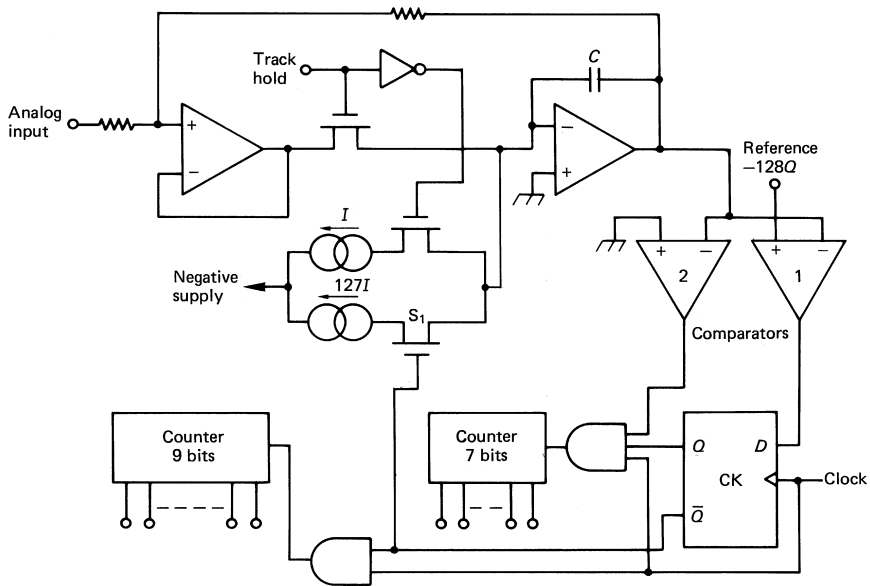 Track
hold
C
Analog
input
+
−
−
+
Reference
−128Q
I
+
−
+
−
2
1
Negative
supply
127I
S₁
Comparators
Counter
9 bits
Counter
7 bits
Q
D
CK
Clock
Q̅